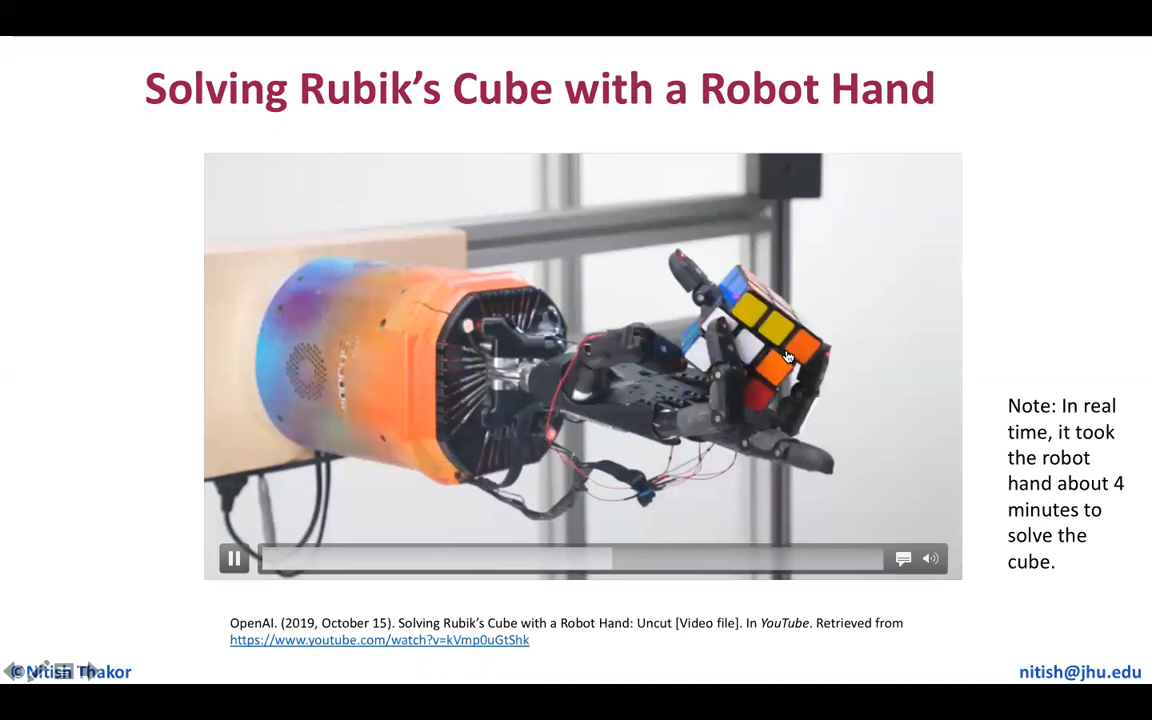 Solving Rubik’s Cube with a Robot Hand
Note: In real
time, it took
the robot
hand about 4
minutes to
solve the
cube.
OpenAI. (2019, October 15). Solving Rubik’s Cube with a Robot Hand: Uncut [Video file]. In YouTube. Retrieved from
https://www.youtube.com/watch?v=kVmp0uGtShk
©Nitish Thakor
nitish@jhu.edu